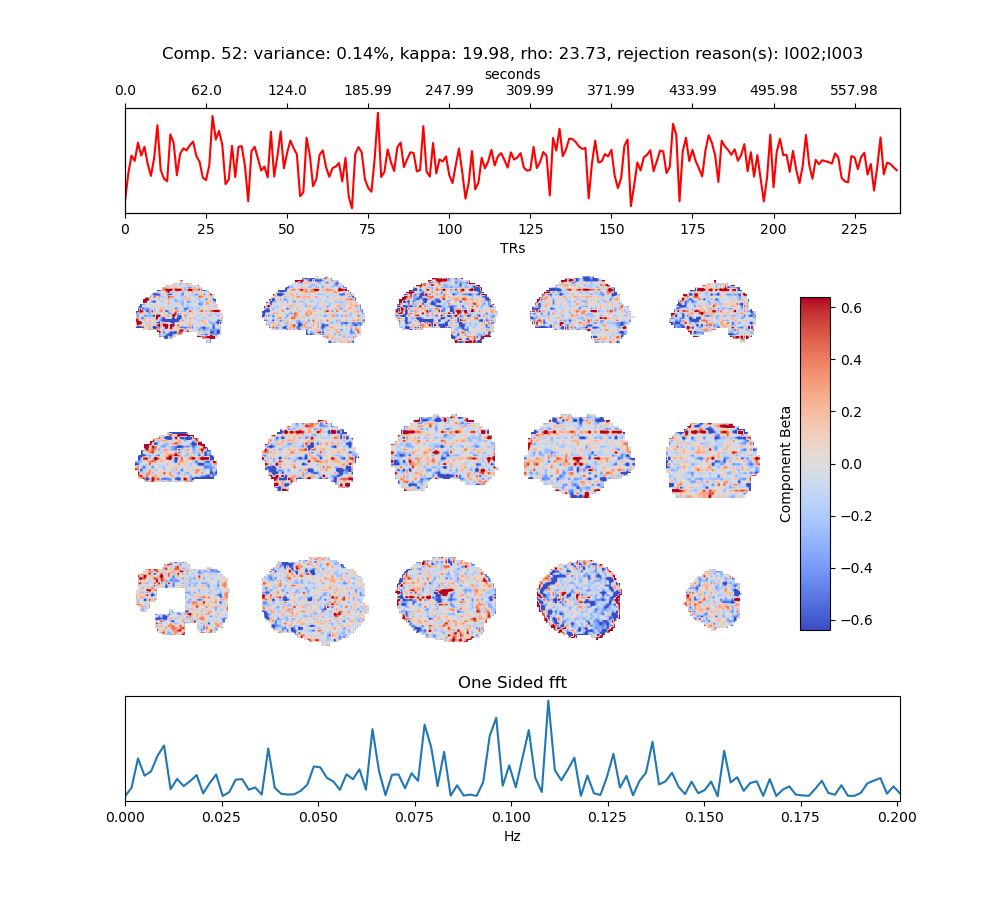 Comp. 52: variance: 0.14%, kappa: 19.98, rho: 23.73, rejection reason(s): I002;I003
seconds
0.0 62.0 124.0 185.99 247.99 309.99 371.99 433.99 495.98 557.98
0 25 50 75 100 125 150 175 200 225
TRs
0.6
0.4
0.2
0.0
−0.2
−0.4
−0.6
Component Beta
One Sided fft
0.000 0.025 0.050 0.075 0.100 0.125 0.150 0.175 0.200
Hz